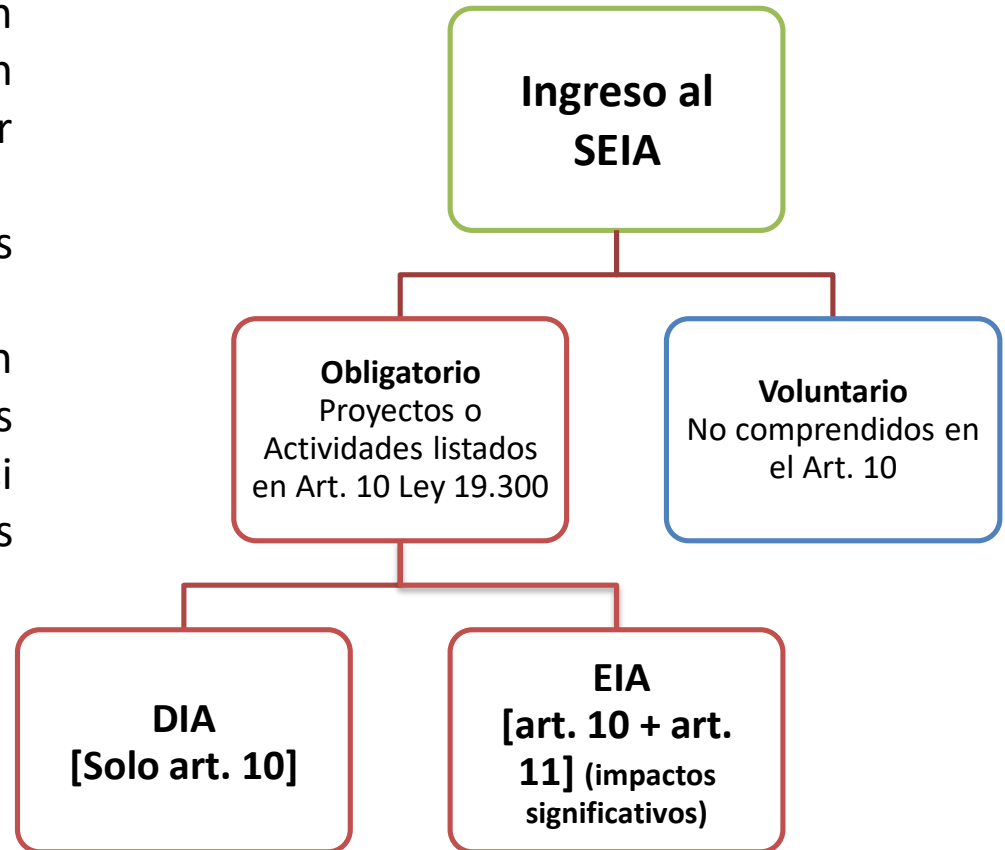 n
n
r
s
n
s
i
s
Ingreso al
SEIA
Obligatorio
Proyectos o
Actividades listados
en Art. 10 Ley 19.300
Voluntario
No comprendidos en
el Art. 10
DIA
[Solo art. 10]
EIA
[art. 10 + art.
11] (impactos
significativos)